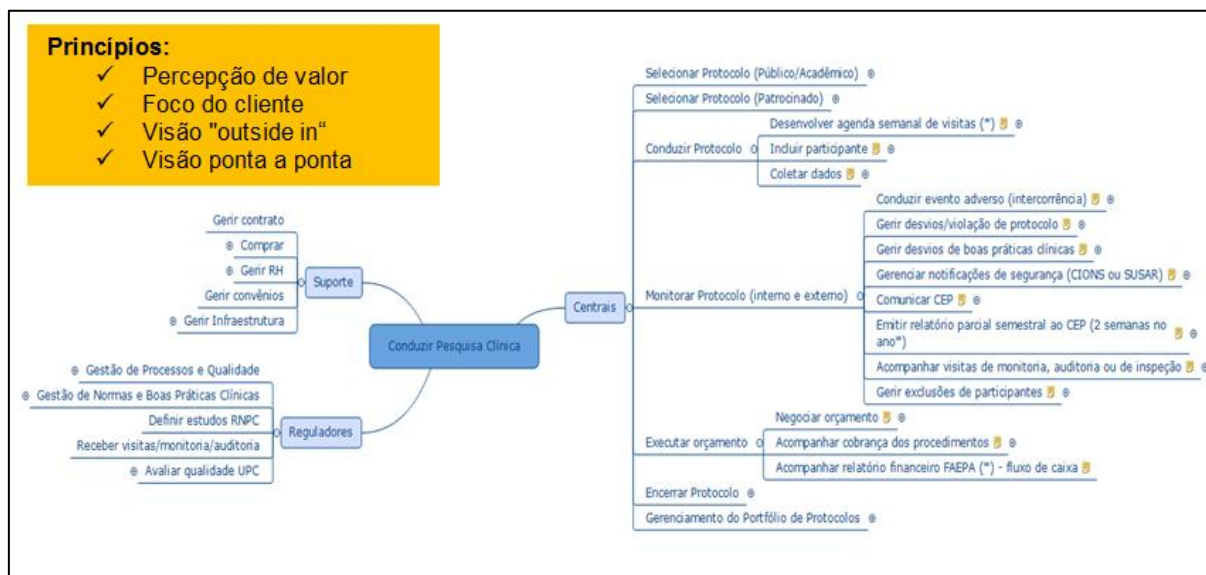 Princípios:
✓ Percepção de valor
✓ Foco do cliente
✓ Visão "outside in“
✓ Visão ponta a ponta
Gerir contrato
Comprar
Gerir RH
Gerir convênios
Gerir Infraestrutura
Suporte
Gestão de Processos e Qualidade
Gestão de Normas e Boas Práticas Clínicas
Definir estudos RNPC
Receber visitas/monitoria/auditoria
Avaliar qualidade UPC
Reguladores
Conduzir Pesquisa Clínica
Centrais
Selecionar Protocolo (Público/Acadêmico)
Selecionar Protocolo (Patrocinado)
Conduzir Protocolo
Desenvolver agenda semanal de visitas (*)
Incluir participante
Coletar dados
Monitorar Protocolo (interno e externo)
Conduzir evento adverso (intercorrência)
Gerir desvios/violação de protocolo
Gerir desvios de boas práticas clínicas
Gerenciar notificações de segurança (CIONS ou SUSAR)
Comunicar CEP
Emitir relatório parcial semestral ao CEP (2 semanas no
ano*)
Acompanhar visitas de monitoria, auditoria ou de inspeção
Gerir exclusões de participantes
Executar orçamento
Negociar orçamento
Acompanhar cobrança dos procedimentos
Acompanhar relatório financeiro FAEPA (*) - fluxo de caixa
Encerrar Protocolo
Gerenciamento do Portfólio de Protocolos